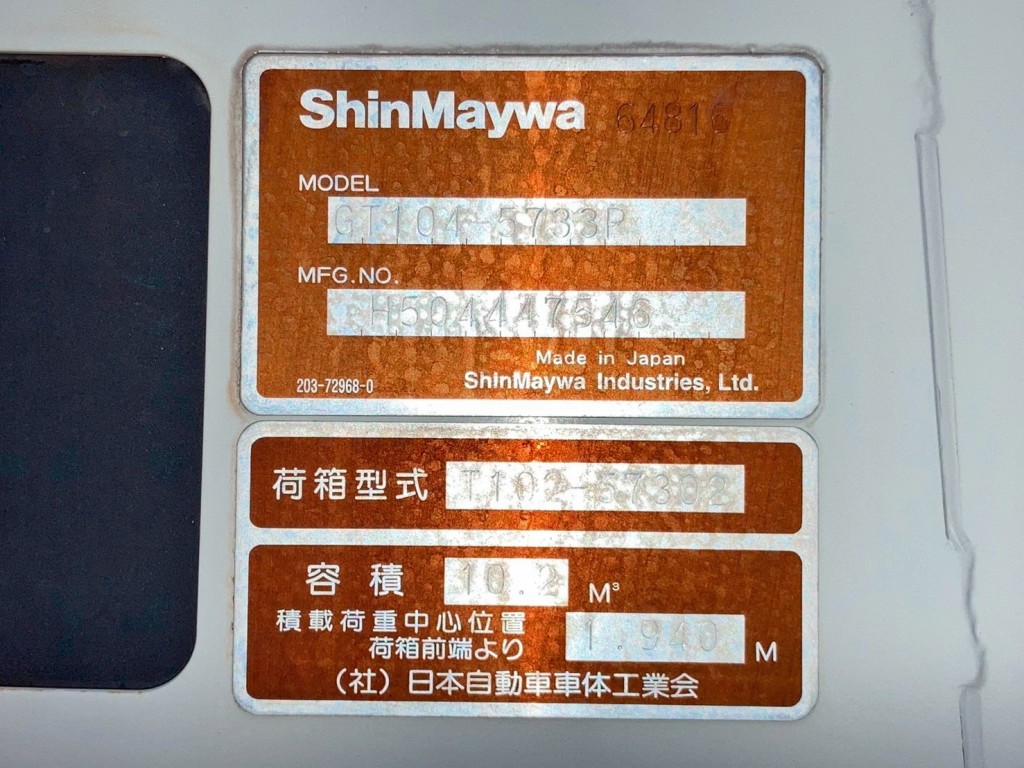 ShinMaywa 64816
MODEL
GT104-5733P
MFG.NO.
H504447546
Made in Japan
203-72968-0 ShinMaywa Industries, Ltd.
荷箱型式 T102-57302
容積 10.2 M³
積載荷重中心位置
荷箱前端より 1.940 M
(社)日本自動車車体工業会